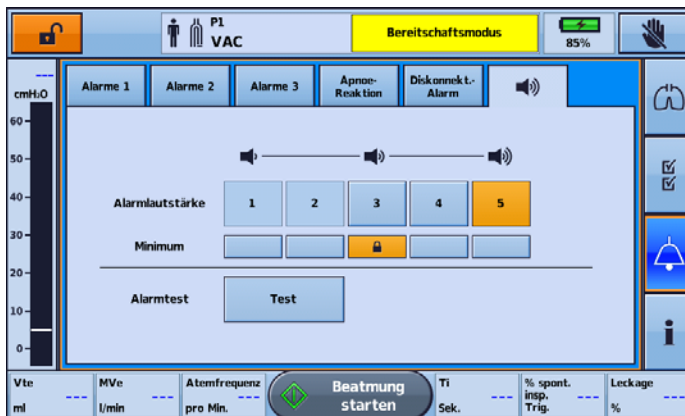 P1
VAC
Bereitschaftsmodus
85%
---
cmH₂O
60
50
40
30
20
10
0
Alarme 1
Alarme 2
Alarme 3
Apnoe-
Reaktion
Diskonnekt.-
Alarm
Alarmlautstärke
1
2
3
4
5
Minimum
Alarmtest
Test
Vte
---
ml
MVe
---
l/min
Atemfrequenz
---
pro Min.
Beatmung
starten
Ti
---
Sek.
% spont.
insp.
---
Trig.
Leckage
---
%